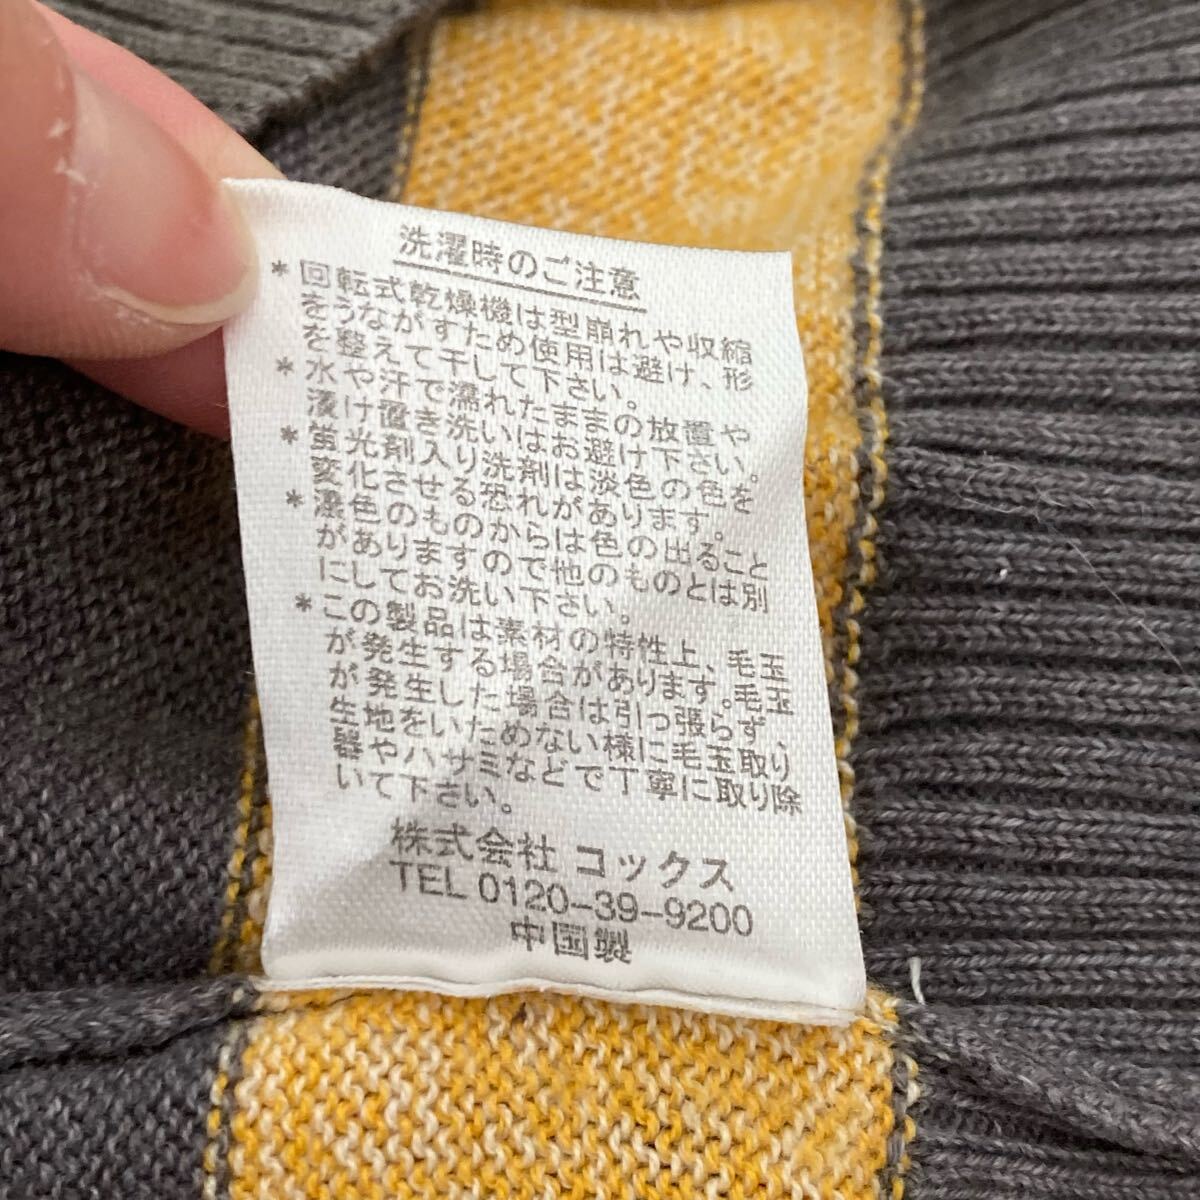 洗濯時のご注意
*回転式乾燥機は型崩れや収縮
をうながすため使用は避け、形
を整えて干して下さい。
*水や汗で濡れたままの放置や
漬け置き洗いはお避け下さい。
*蛍光剤入り洗剤は淡色の色を
変化させる恐れがあります。
*濃色のものからは色の出ること
がありますので他のものとは別
にしてお洗い下さい。
*この製品は素材の特性上、毛玉
が発生する場合があります。毛玉
が発生した場合は引っ張らず、
生地をいためない様に毛玉取り
器やハサミなどで丁寧に取り除
いて下さい。
株式会社 コックス
TEL 0120-39-9200
中国製